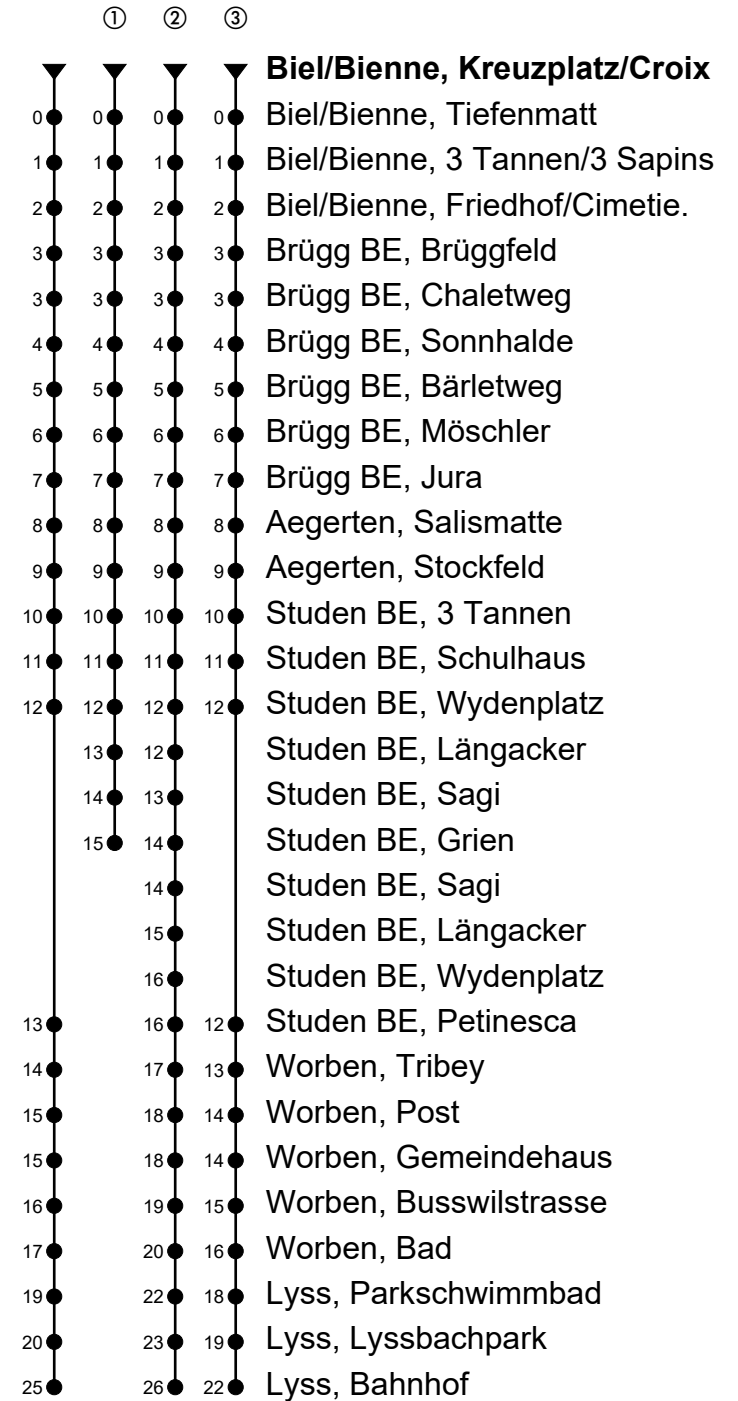 ① ② ③
Biel/Bienne, Kreuzplatz/Croix
0 0 0 0 Biel/Bienne, Tiefenmatt
1 1 1 1 Biel/Bienne, 3 Tannen/3 Sapins
2 2 2 2 Biel/Bienne, Friedhof/Cimetie.
3 3 3 3 Brügg BE, Brüggfeld
3 3 3 3 Brügg BE, Chaletweg
4 4 4 4 Brügg BE, Sonnhalde
5 5 5 5 Brügg BE, Bärletweg
6 6 6 6 Brügg BE, Möschler
7 7 7 7 Brügg BE, Jura
8 8 8 8 Aegerten, Salismatte
9 9 9 9 Aegerten, Stockfeld
10 10 10 10 Studen BE, 3 Tannen
11 11 11 11 Studen BE, Schulhaus
12 12 12 12 Studen BE, Wydenplatz
13 12 Studen BE, Längacker
14 13 Studen BE, Sagi
15 14 Studen BE, Grien
14 Studen BE, Sagi
15 Studen BE, Längacker
16 Studen BE, Wydenplatz
13 16 12 Studen BE, Petinesca
14 17 13 Worben, Tribey
15 18 14 Worben, Post
15 18 14 Worben, Gemeindehaus
16 19 15 Worben, Busswilstrasse
17 20 16 Worben, Bad
19 22 18 Lyss, Parkschwimmbad
20 23 19 Lyss, Lyssbachpark
25 26 22 Lyss, Bahnhof